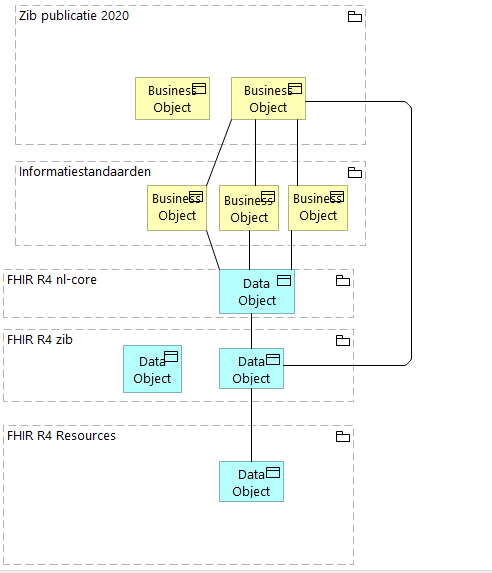 Zib publicatie 2020
Business
Object
Business
Object
Informatiestandaarden
Business
Object
Business
Object
Business
Object
FHIR R4 nl-core
Data
Object
FHIR R4 zib
Data
Object
Data
Object
FHIR R4 Resources
Data
Object